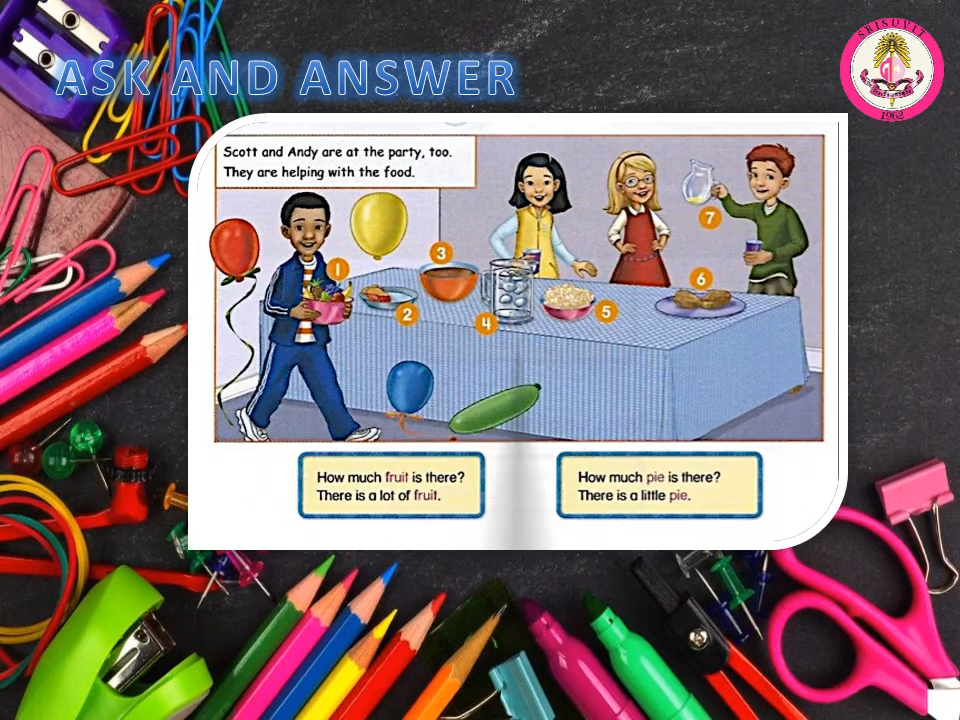 ASK AND ANSWER
SRISUVIT
1962
Scott and Andy are at the party, too.
They are helping with the food.
1
2
3
4
5
6
7
How much fruit is there?
There is a lot of fruit.
How much pie is there?
There is a little pie.